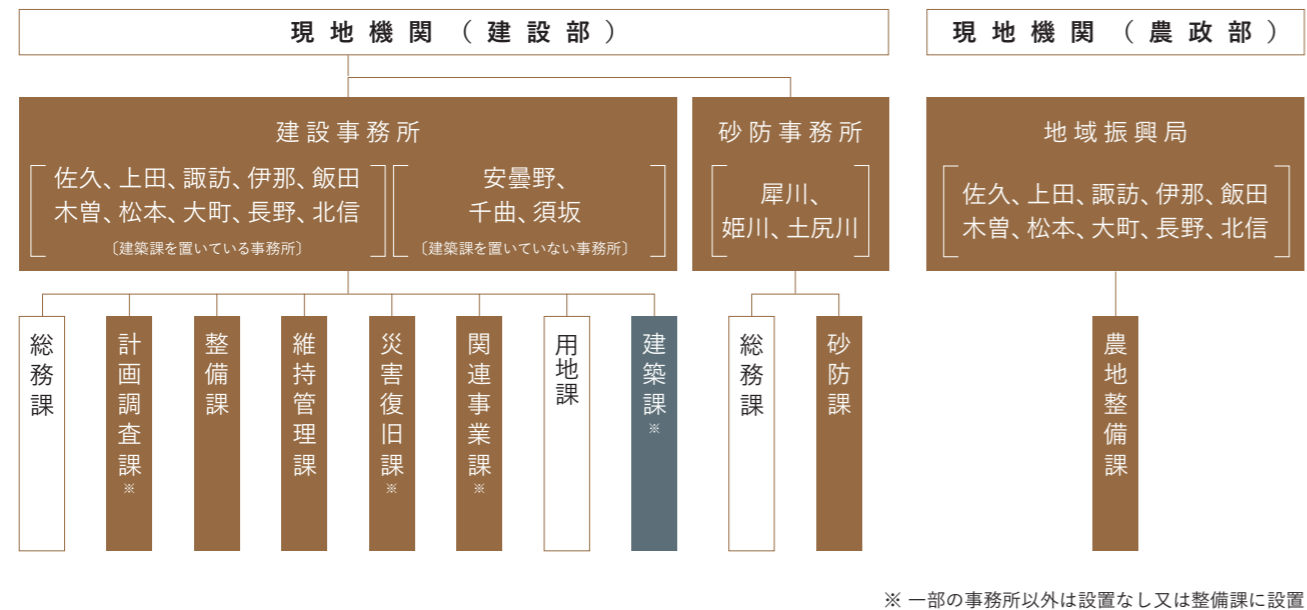 現地機関（建設部）
現地機関（農政部）
建設事務所
佐久、上田、諏訪、伊那、飯田
木曽、松本、大町、長野、北信
〔建築課を置いている事務所〕
安曇野、
千曲、須坂
〔建築課を置いていない事務所〕
砂防事務所
犀川、
姫川、土尻川
地域振興局
佐久、上田、諏訪、伊那、飯田
木曽、松本、大町、長野、北信
総務課
計画調査課※
整備課
維持管理課
災害復旧課※
関連事業課※
用地課
建築課※
総務課
砂防課
農地整備課
※ 一部の事務所以外は設置なし又は整備課に設置